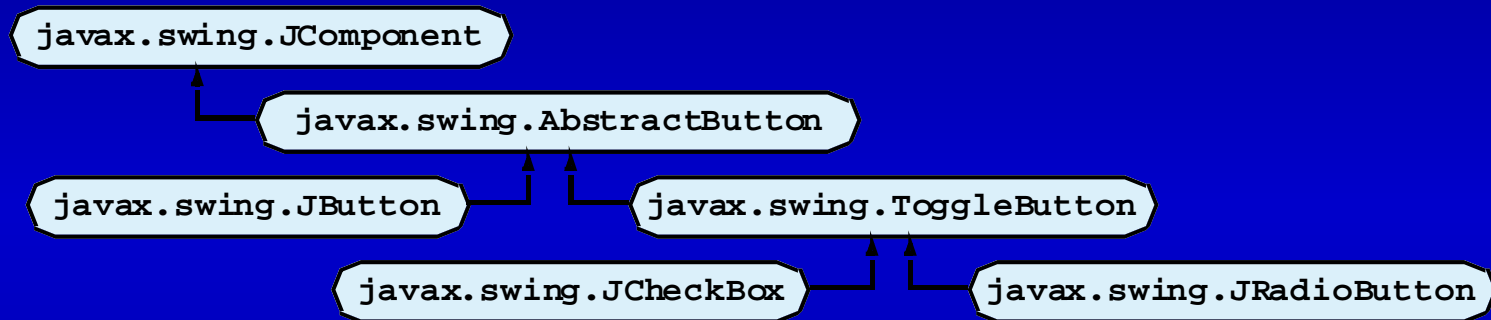 javax.swing.JComponent
javax.swing.AbstractButton
javax.swing.JButton
javax.swing.ToggleButton
javax.swing.JCheckBox
javax.swing.JRadioButton